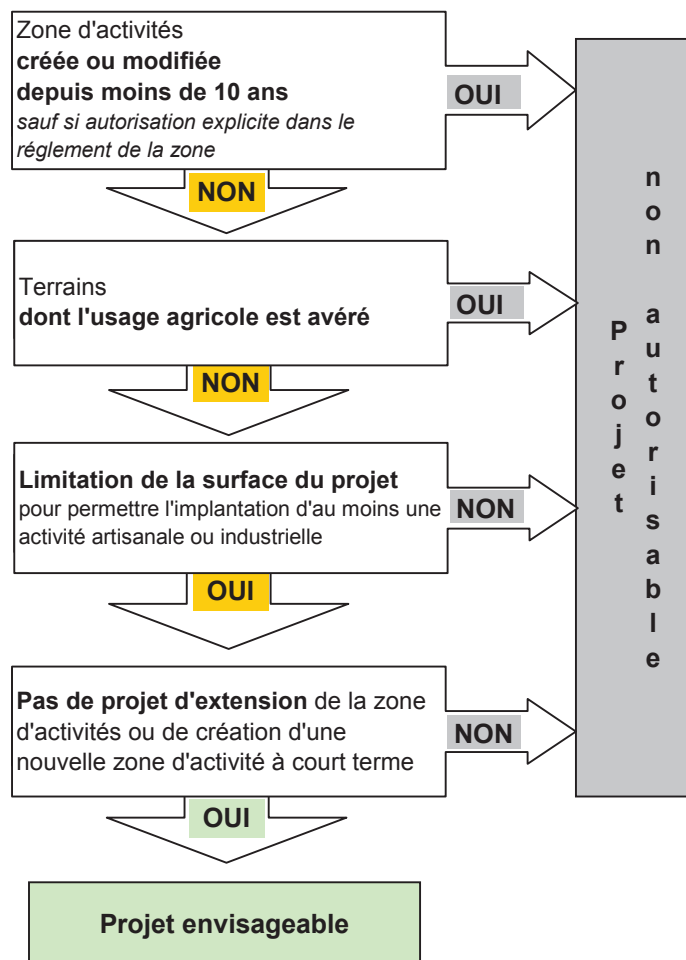 Zone d'activités
créée ou modifiée
depuis moins de 10 ans
sauf si autorisation explicite dans le
réglement de la zone
OUI
NON
Terrains
dont l'usage agricole est avéré
OUI
NON
Limitation de la surface du projet
pour permettre l'implantation d'au moins une
activité artisanale ou industrielle
NON
OUI
Pas de projet d'extension de la zone
d'activités ou de création d'une
nouvelle zone d'activité à court terme
NON
OUI
Projet envisageable
Projet
non autorisable